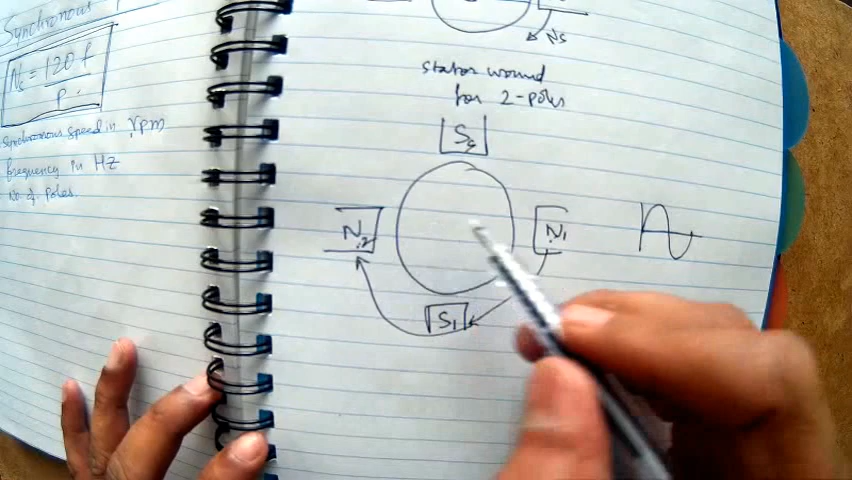 Synchronous
Ns = 120 f
P.
Synchronous speed in rpm
frequency in Hz
No of Poles
Ns
stator wound
for 2-poles
S2
N2
N1
S1